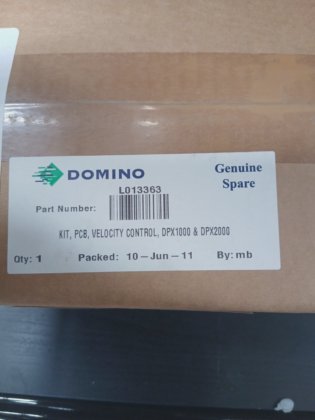 DOMINO
Genuine
Spare
L013363
Part Number:
KIT, PCB, VELOCITY CONTROL, DPX1000 & DPX2000
Qty: 1 Packed: 10-Jun-11 By: mb